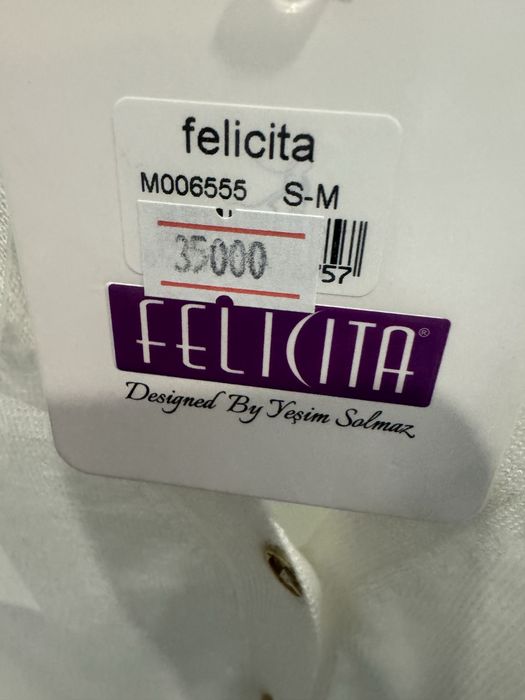 felicita
M006555 S-M
35000
57
FELICITA®
Designed By Yeşim Solmaz